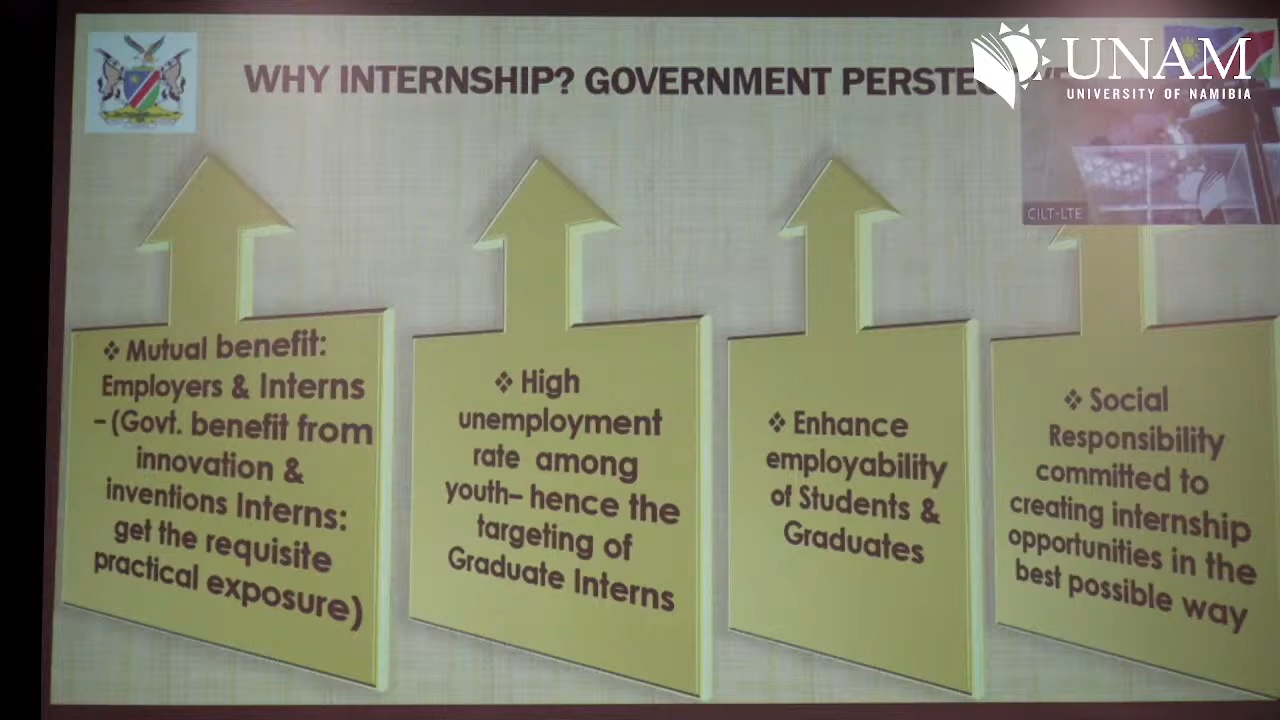 WHY INTERNSHIP? GOVERNMENT
UNAM
UNIVERSITY OF NAMIBIA
CILT-LTE
❖ Mutual benefit:
Employers & Interns
– (Govt. benefit from
innovation &
inventions Interns:
get the requisite
practical exposure)
❖ High
unemployment
rate among
youth– hence the
targeting of
Graduate Interns
❖ Enhance
employability
of Students &
Graduates
❖ Social
Responsibility
committed to
creating internship
opportunities in the
best possible way